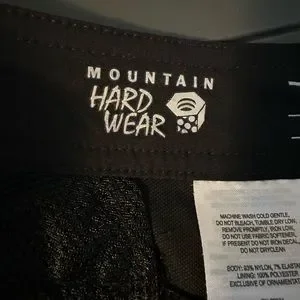 MOUNTAIN
HARD
WEAR
MACHINE WASH COLD GENTLE,
DO NOT BLEACH, TUMBLE DRY LOW,
REMOVE PROMPTLY, IRON LOW,
DO NOT USE FABRIC SOFTENER,
IF PRESENT DO NOT IRON DECAL,
DO NOT DRYCLEAN
BODY: 93% NYLON, 7% ELASTA
LINING: 100% POLYESTER
EXCLUSIVE OF ORNAMENTA